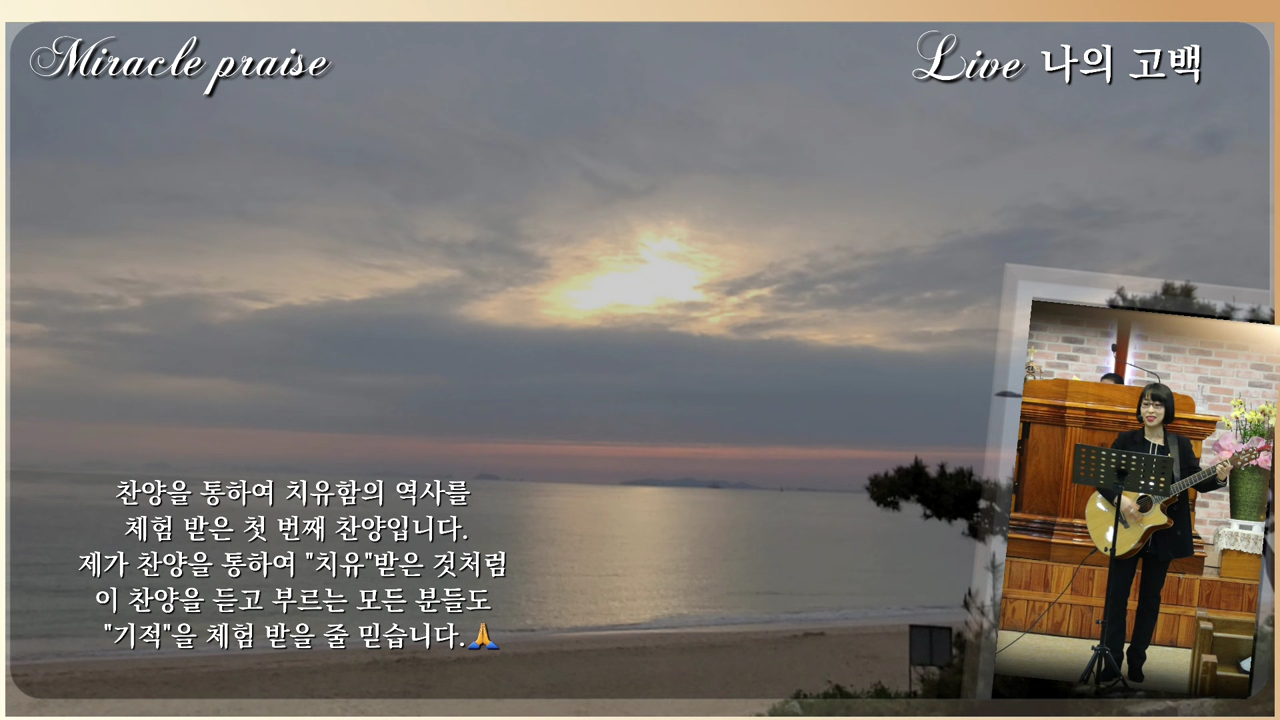 Miracle praise
Live 나의 고백
찬양을 통하여 치유함의 역사를
체험 받은 첫 번째 찬양입니다.
제가 찬양을 통하여 "치유"받은 것처럼
이 찬양을 듣고 부르는 모든 분들도
"기적"을 체험 받을 줄 믿습니다.🙏